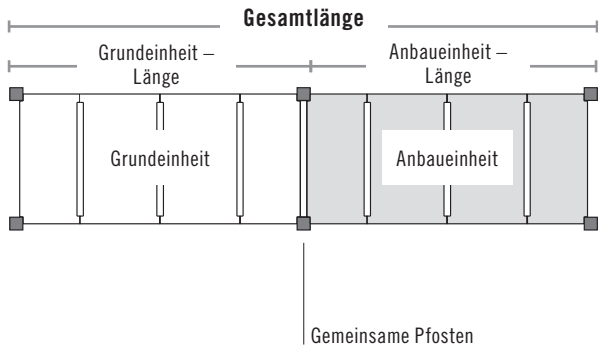 Gesamtlänge
Grundeinheit –
Länge
Anbaueinheit –
Länge
Grundeinheit
Anbaueinheit
Gemeinsame Pfosten